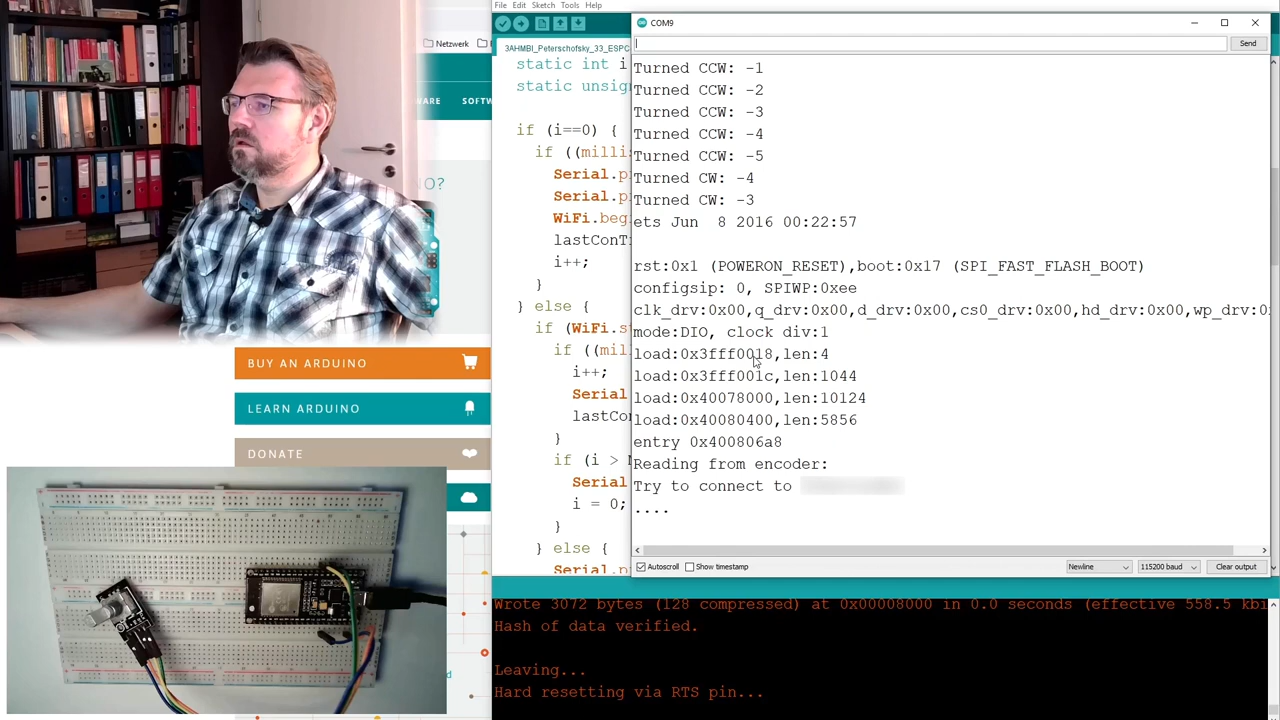 File Edit Sketch Tools Help
COM9
Netzwerk
3AHMBI_Peterschofsky_33_ESPC
Send
static int i
static unsign
if (i==0) {
if ((milli
Serial.p
Serial.p
WiFi.beg
lastConT
i++;
}
} else {
if (WiFi.s
if ((mil
i++;
Serial
lastCo
}
if (i >
Serial
i = 0;
}
} else {
Turned CCW: -1
Turned CCW: -2
Turned CCW: -3
Turned CCW: -4
Turned CCW: -5
Turned CW: -4
Turned CW: -3
ets Jun  8 2016 00:22:57
rst:0x1 (POWERON_RESET),boot:0x17 (SPI_FAST_FLASH_BOOT)
configsip: 0, SPIWP:0xee
clk_drv:0x00,q_drv:0x00,d_drv:0x00,cs0_drv:0x00,hd_drv:0x00,wp_drv:0
mode:DIO, clock div:1
load:0x3fff0018,len:4
load:0x3fff001c,len:1044
load:0x40078000,len:10124
load:0x40080400,len:5856
entry 0x400806a8
Reading from encoder:
Try to connect to
....
Autoscroll Show timestamp Newline 115200 baud Clear output
WARE SOFTW
NO?
BUY AN ARDUINO
LEARN ARDUINO
DONATE
Wrote 3072 bytes (128 compressed) at 0x00008000 in 0.0 seconds (effective 558.5 kbi
Hash of data verified.
Leaving...
Hard resetting via RTS pin...